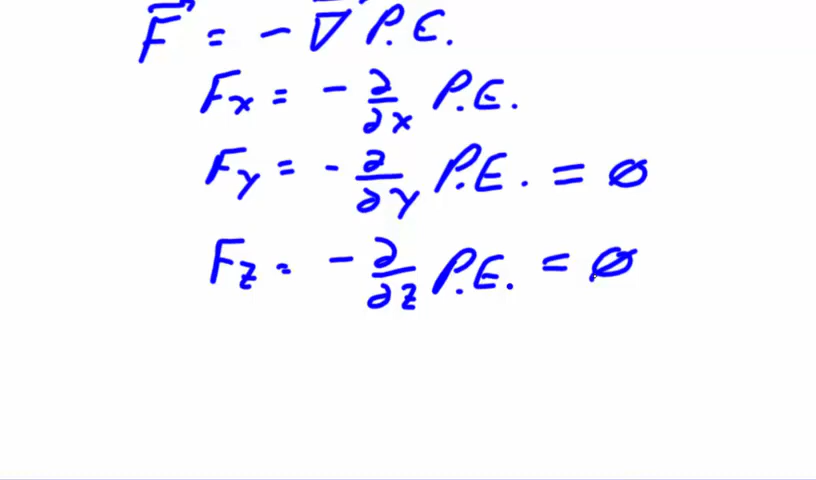 F⃗ = - ∇⃗ P.E.
Fx = - ∂/∂x P.E.
Fy = - ∂/∂y P.E. = ∅
Fz = - ∂/∂z P.E. = ∅